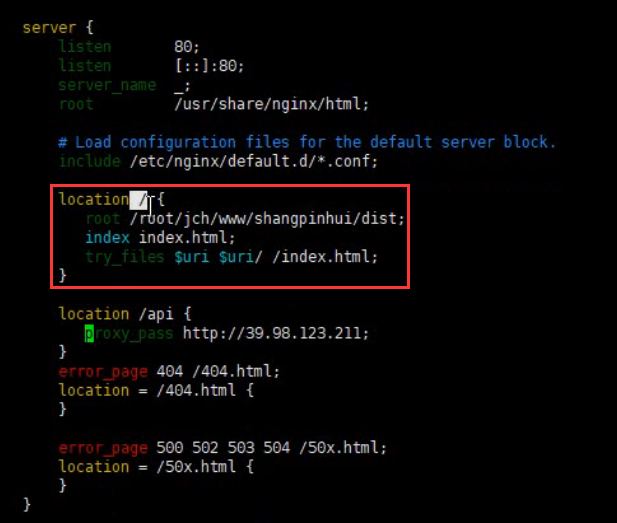 server {
listen 80;
listen [::]:80;
server_name _;
root /usr/share/nginx/html;
# Load configuration files for the default server block.
include /etc/nginx/default.d/*.conf;
location / {
root /root/jch/www/shangpinhui/dist;
index index.html;
try_files $uri $uri/ /index.html;
}
location /api {
proxy_pass http://39.98.123.211;
}
error_page 404 /404.html;
location = /404.html {
}
error_page 500 502 503 504 /50x.html;
location = /50x.html {
}
}